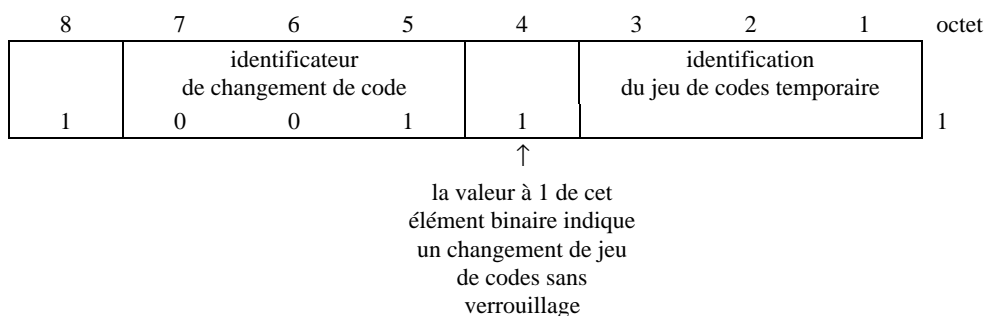 8 7 6 5 4 3 2 1 octet
identificateur identification
de changement de code du jeu de codes temporaire
1 0 0 1 1 1
↑
la valeur à 1 de cet
élément binaire indique
un changement de jeu
de codes sans
verrouillage